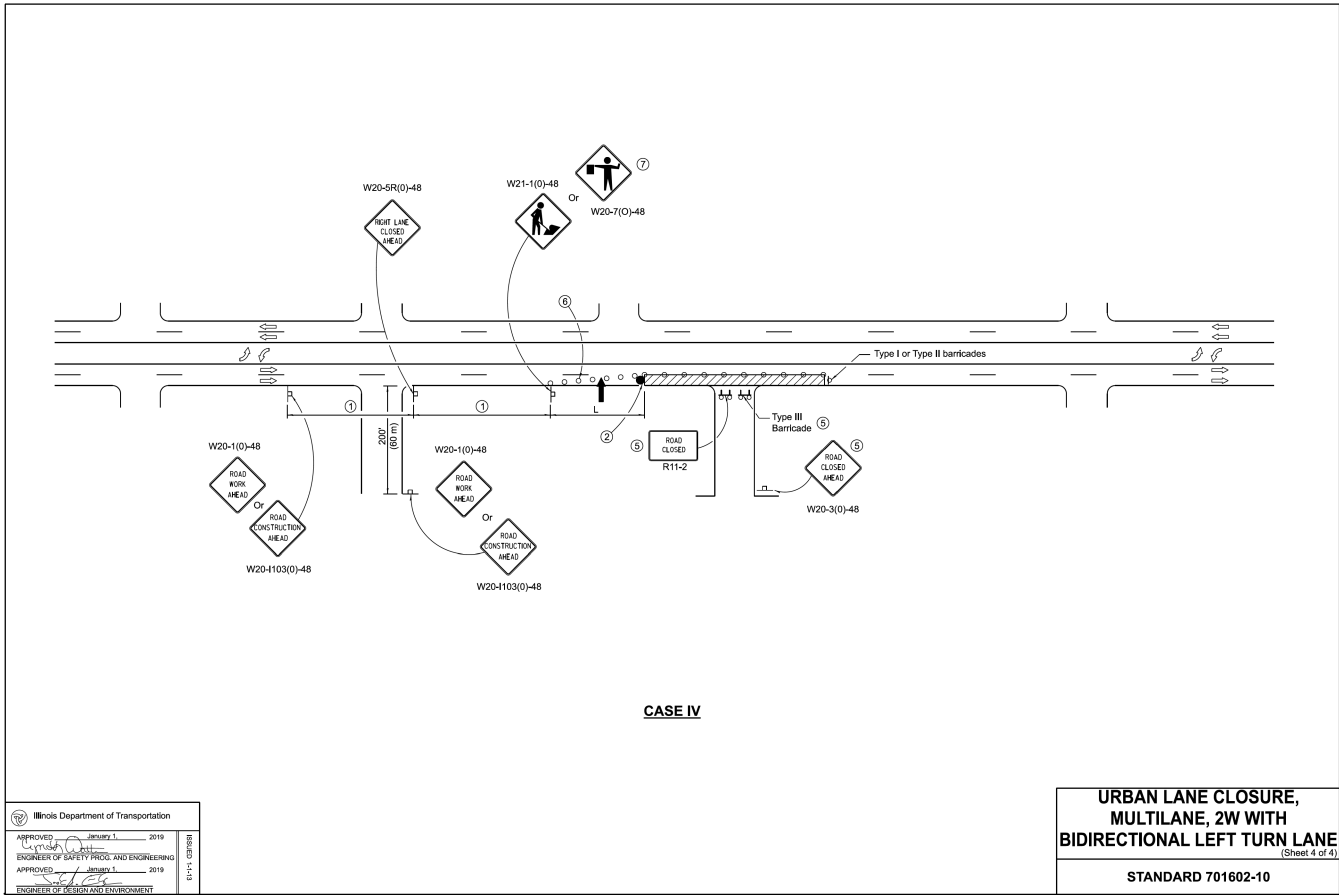 W20-5R(0)-48
RIGHT LANE
CLOSED
AHEAD
W21-1(0)-48
Or
⑦
W20-7(O)-48
⑥
Type I or Type II barricades
①
①
L
②
200'
(60 m)
⑤
ROAD
CLOSED
R11-2
Type III
Barricade
⑤
⑤
ROAD
CLOSED
AHEAD
W20-3(0)-48
W20-1(0)-48
ROAD
WORK
AHEAD
Or
ROAD
CONSTRUCTION
AHEAD
W20-I103(0)-48
W20-1(0)-48
ROAD
WORK
AHEAD
Or
ROAD
CONSTRUCTION
AHEAD
W20-I103(0)-48
CASE IV
Illinois Department of Transportation
APPROVED January 1, 2019
ENGINEER OF SAFETY PROG. AND ENGINEERING
APPROVED January 1, 2019
ENGINEER OF DESIGN AND ENVIRONMENT
ISSUED 1-1-13
URBAN LANE CLOSURE,
MULTILANE, 2W WITH
BIDIRECTIONAL LEFT TURN LANE
(Sheet 4 of 4)
STANDARD 701602-10